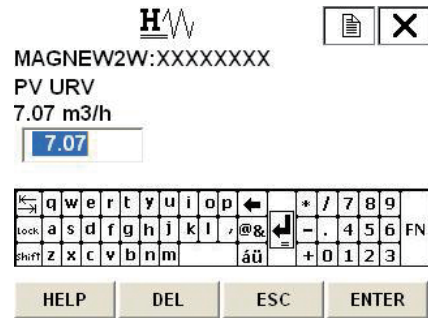 H
MAGNEW2W:XXXXXXXX
PV URV
7.07 m3/h
7.07
q w e r t y u i o p * / 7 8 9
Lock a s d f g h j k l , @& - . 4 5 6 FN
Shift z x c v b n m áü = + 0 1 2 3
HELP DEL ESC ENTER